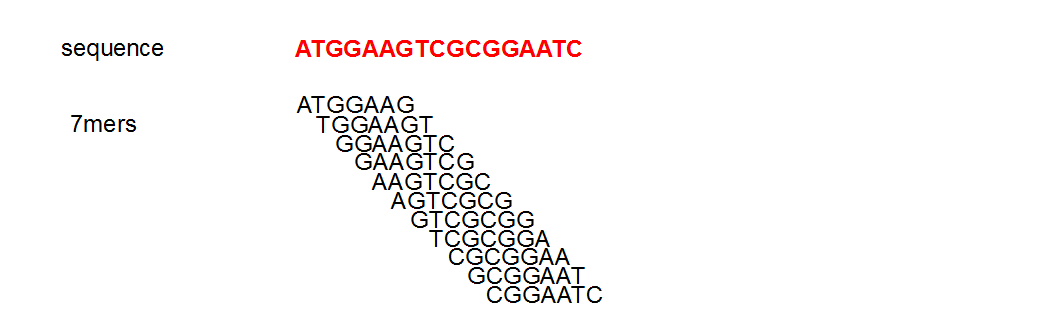 sequence ATGGAAGTCGCGGAATC
7mers
ATGGAAG
TGGAAGT
GGAAGTC
GAAGTCG
AAGTCGC
AGTCGCG
GTCGCGG
TCGCGGA
CGCGGAA
GCGGAAT
CGGAATC